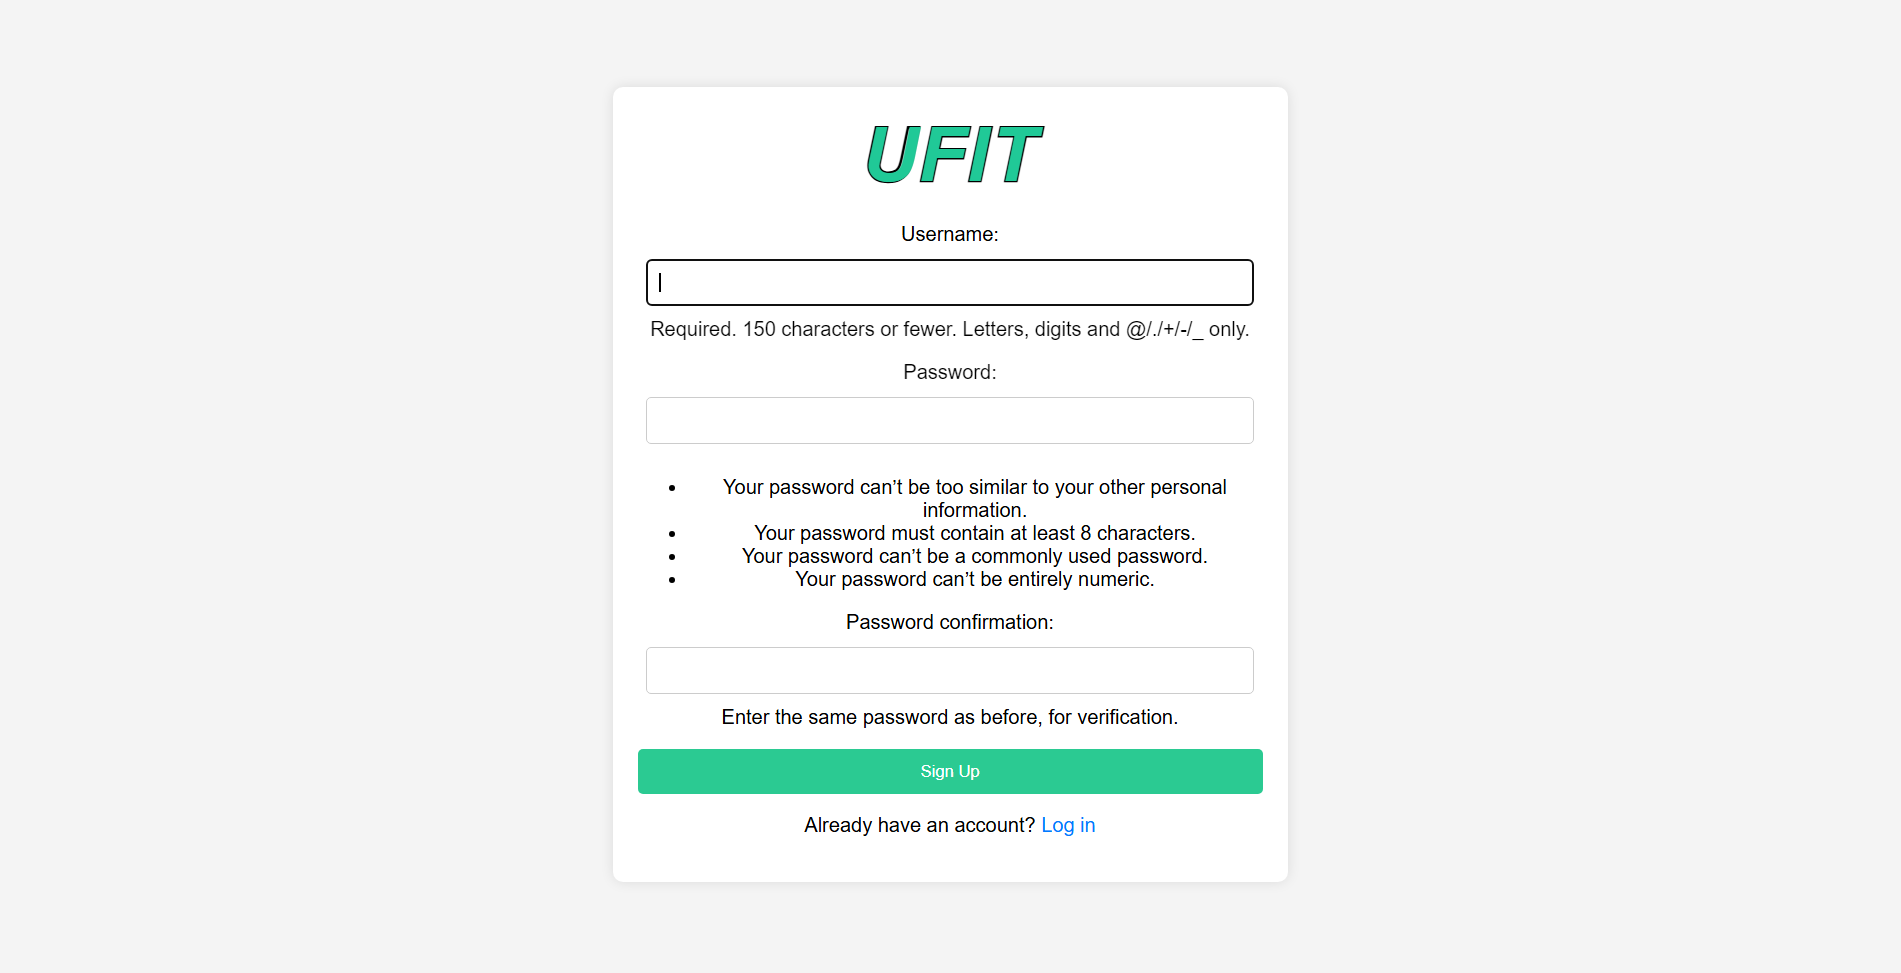 UFIT
Username:
Required. 150 characters or fewer. Letters, digits and @/./+/-/_ only.
Password:
Your password can’t be too similar to your other personal
information.
Your password must contain at least 8 characters.
Your password can’t be a commonly used password.
Your password can’t be entirely numeric.
Password confirmation:
Enter the same password as before, for verification.
Sign Up
Already have an account? Log in